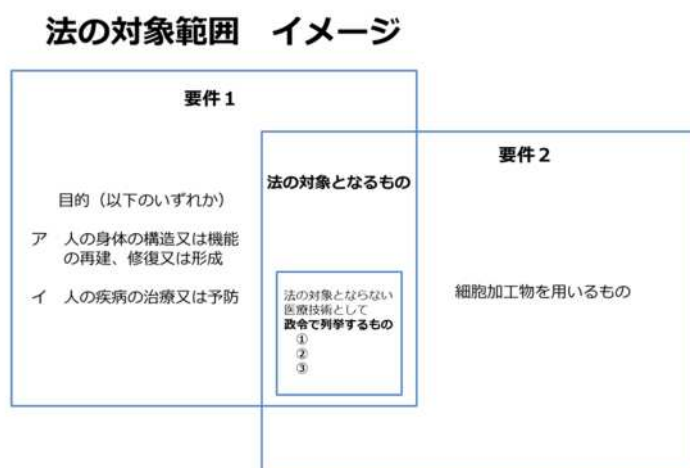 法の対象範囲　イメージ
要件１
要件２
法の対象となるもの
目的（以下のいずれか）
ア　人の身体の構造又は機能
の再建、修復又は形成
イ　人の疾病の治療又は予防
法の対象とならない
医療技術として
政令で列挙するもの
①
②
③
細胞加工物を用いるもの